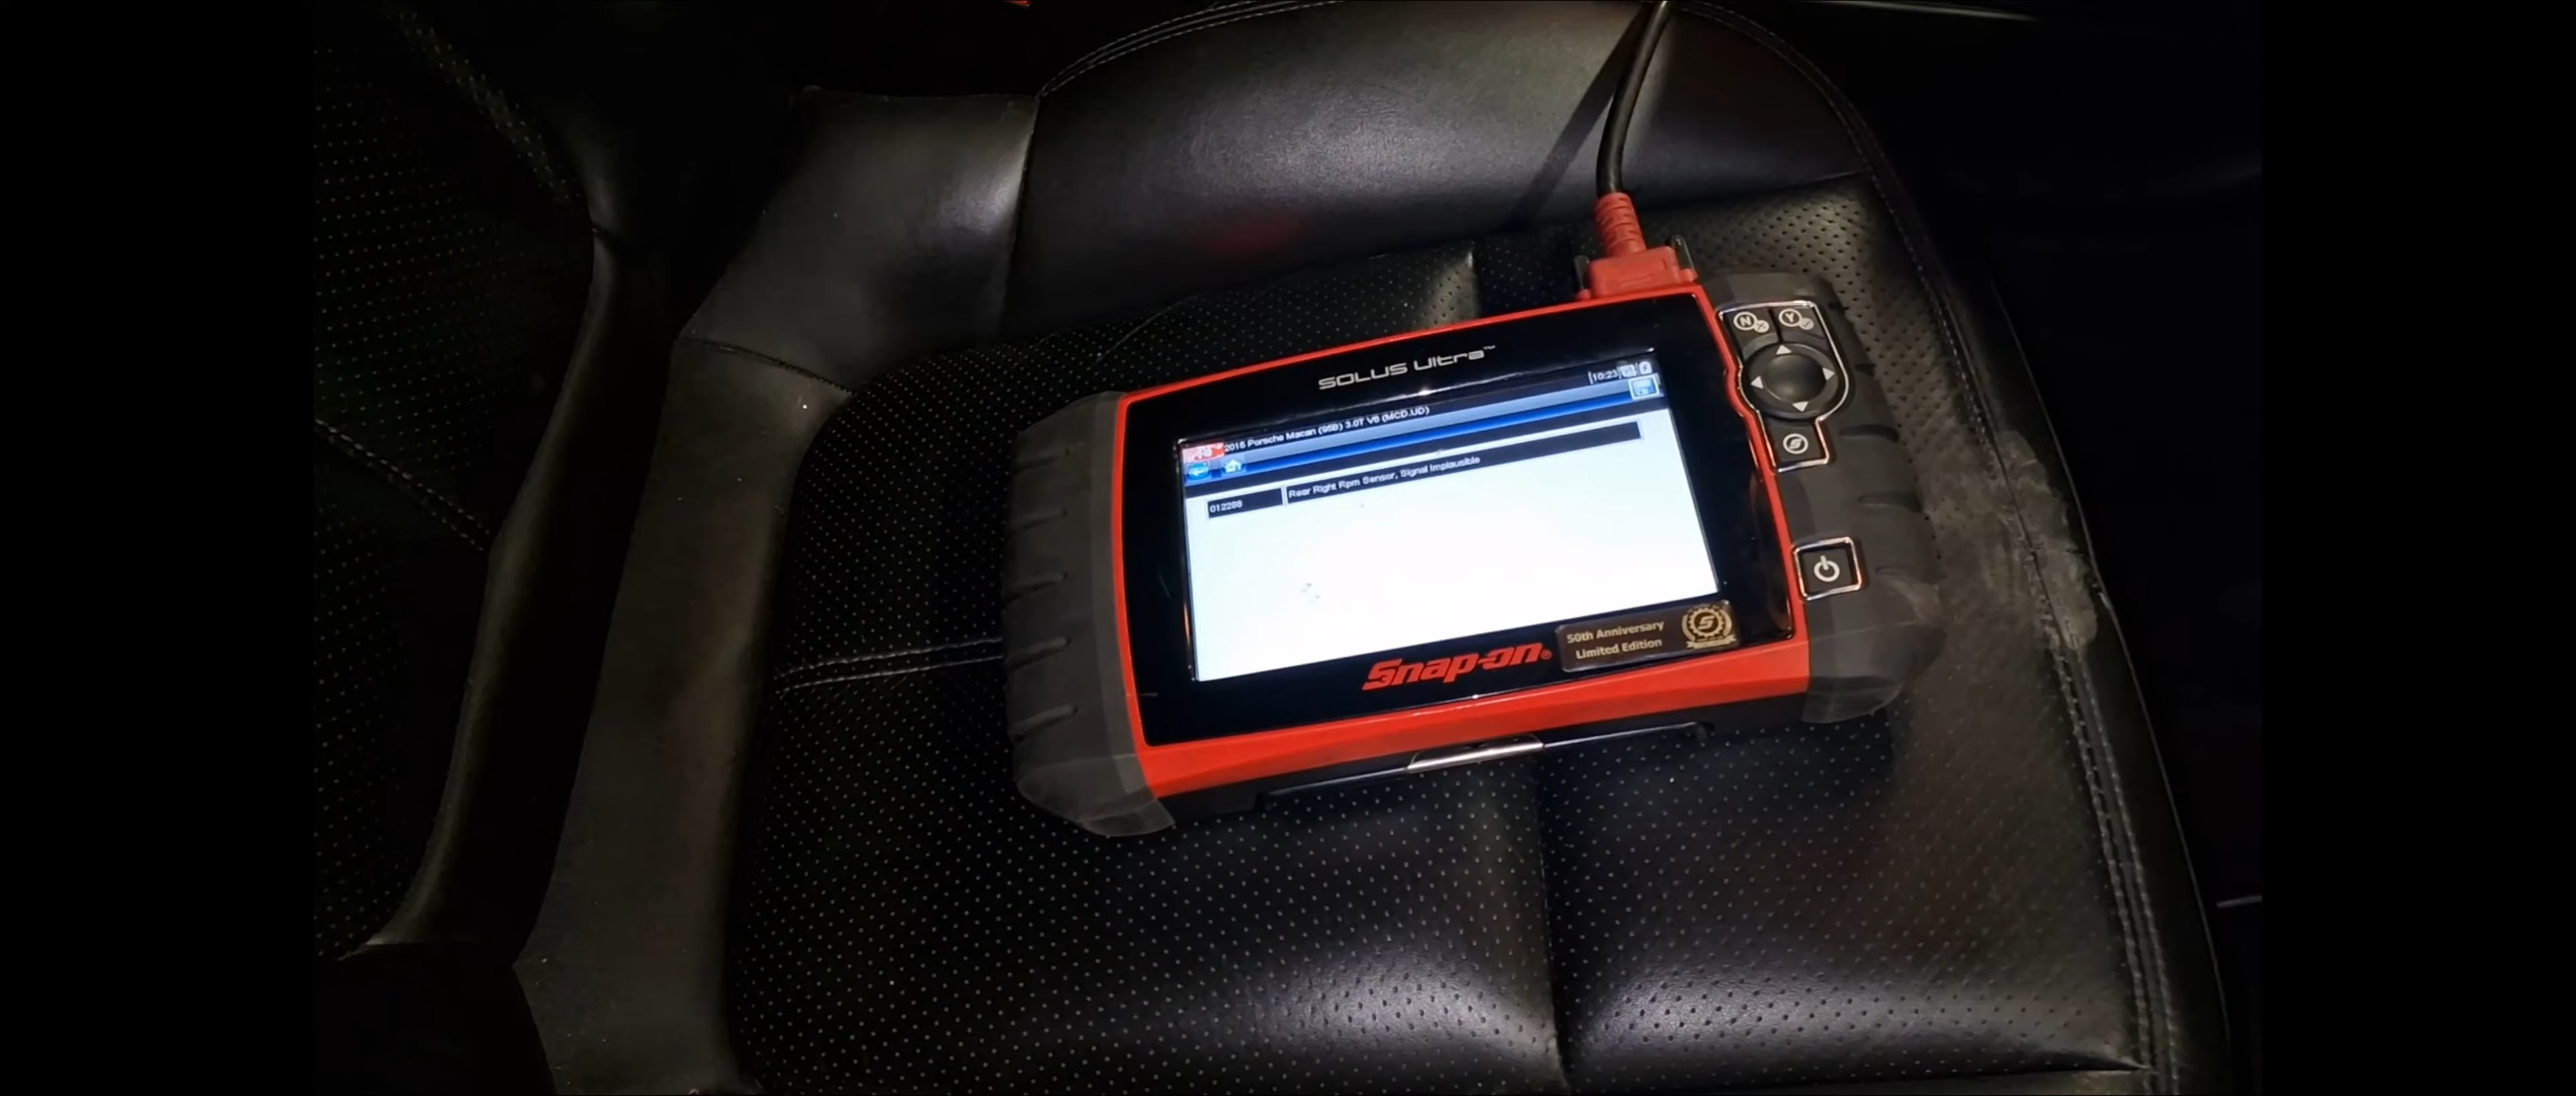 SOLUS Ultra™
10:23
2016 Porsche Macan (95B) 3.0T V6 (MCD.UD)
012288 Rear Right Rpm Sensor, Signal Implausible
N X Y
Snap-on®
50th Anniversary
Limited Edition
S